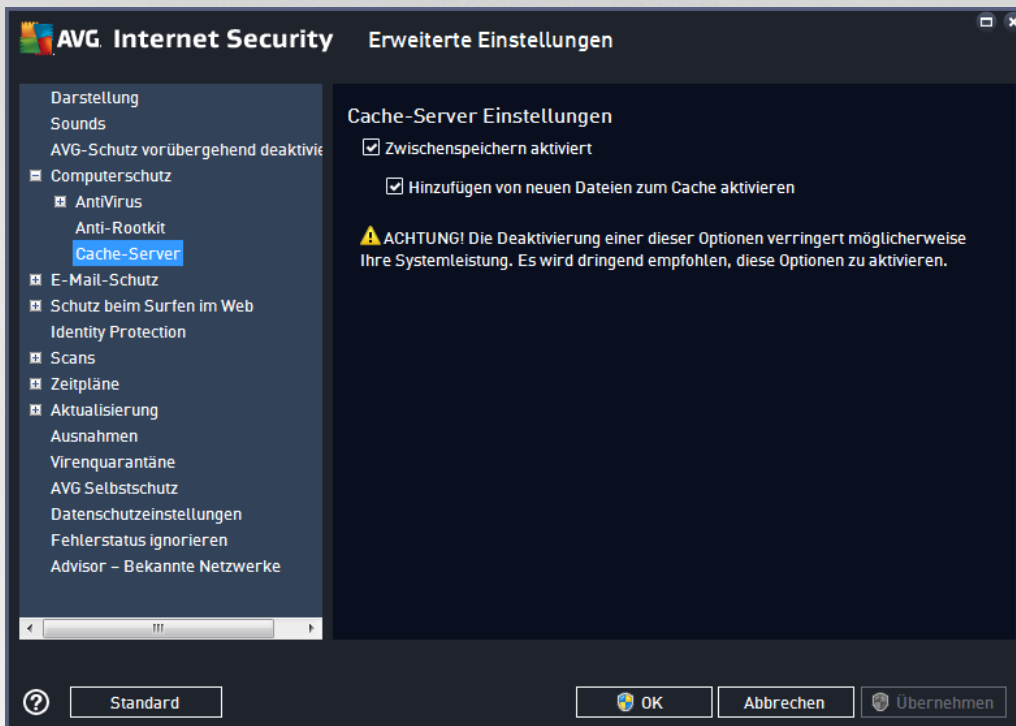 AVG Internet Security Erweiterte Einstellungen
Darstellung
Sounds
AVG-Schutz vorübergehend deaktivie
Computerschutz
AntiVirus
Anti-Rootkit
Cache-Server
E-Mail-Schutz
Schutz beim Surfen im Web
Identity Protection
Scans
Zeitpläne
Aktualisierung
Ausnahmen
Virenquarantäne
AVG Selbstschutz
Datenschutzeinstellungen
Fehlerstatus ignorieren
Advisor – Bekannte Netzwerke
Cache-Server Einstellungen
Zwischenspeichern aktiviert
Hinzufügen von neuen Dateien zum Cache aktivieren
ACHTUNG! Die Deaktivierung einer dieser Optionen verringert möglicherweise
Ihre Systemleistung. Es wird dringend empfohlen, diese Optionen zu aktivieren.
Standard
OK
Abbrechen
Übernehmen